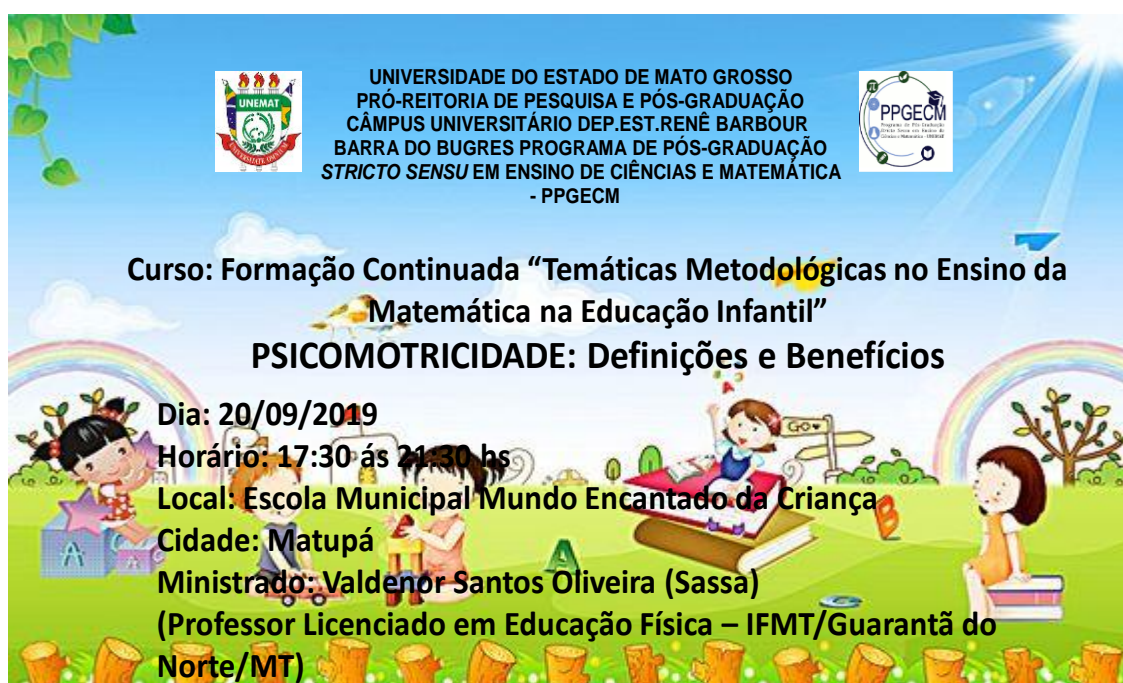 UNIVERSIDADE DO ESTADO DE MATO GROSSO
PRÓ-REITORIA DE PESQUISA E PÓS-GRADUAÇÃO
CÂMPUS UNIVERSITÁRIO DEP.EST.RENÊ BARBOUR
BARRA DO BUGRES PROGRAMA DE PÓS-GRADUAÇÃO
STRICTO SENSU EM ENSINO DE CIÊNCIAS E MATEMÁTICA
- PPGECM
UNEMAT
PPGECM
Curso: Formação Continuada “Temáticas Metodológicas no Ensino da
Matemática na Educação Infantil”
PSICOMOTRICIDADE: Definições e Benefícios
Dia: 20/09/2019
Horário: 17:30 ás 21:30 hs
Local: Escola Municipal Mundo Encantado da Criança
Cidade: Matupá
Ministrado: Valdenor Santos Oliveira (Sassa)
(Professor Licenciado em Educação Física – IFMT/Guarantã do
Norte/MT)
GO
A
B
A